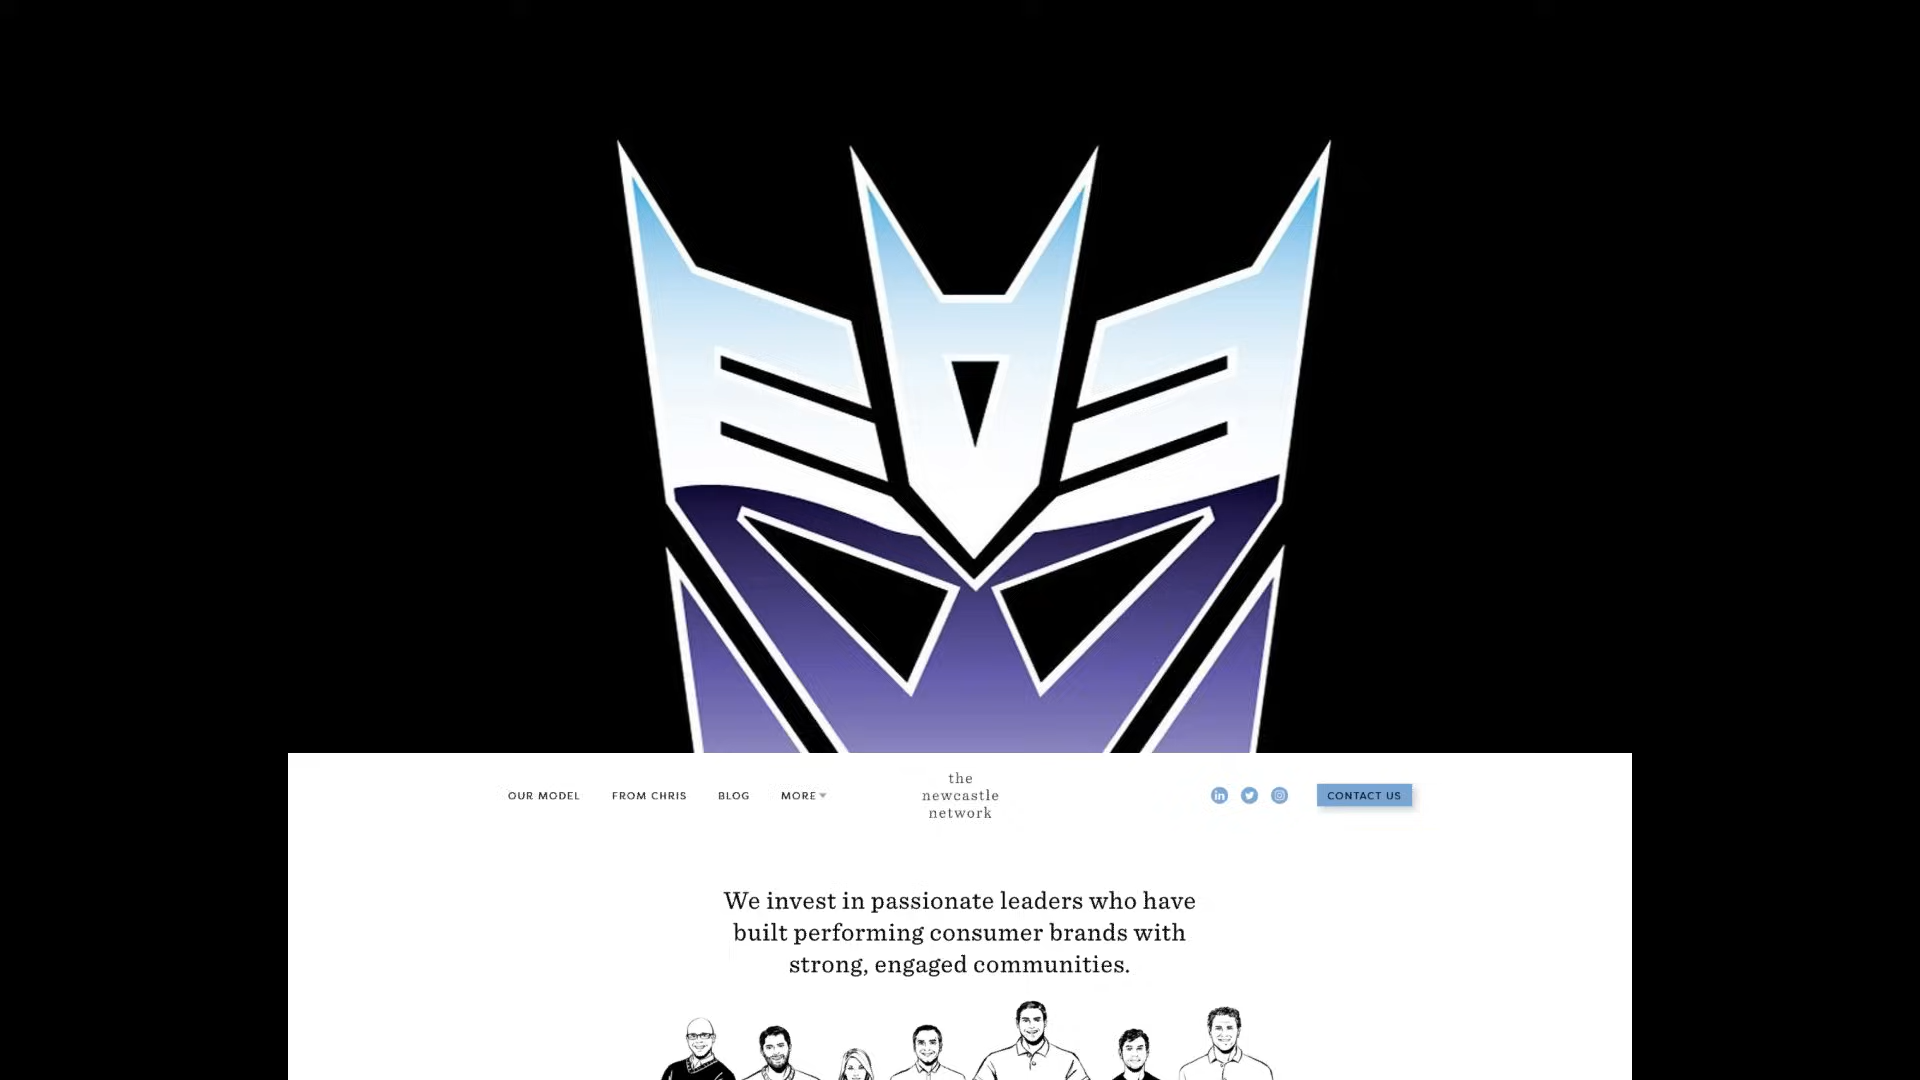 OUR MODEL FROM CHRIS BLOG MORE
the
newcastle
network
CONTACT US
We invest in passionate leaders who have
built performing consumer brands with
strong, engaged communities.